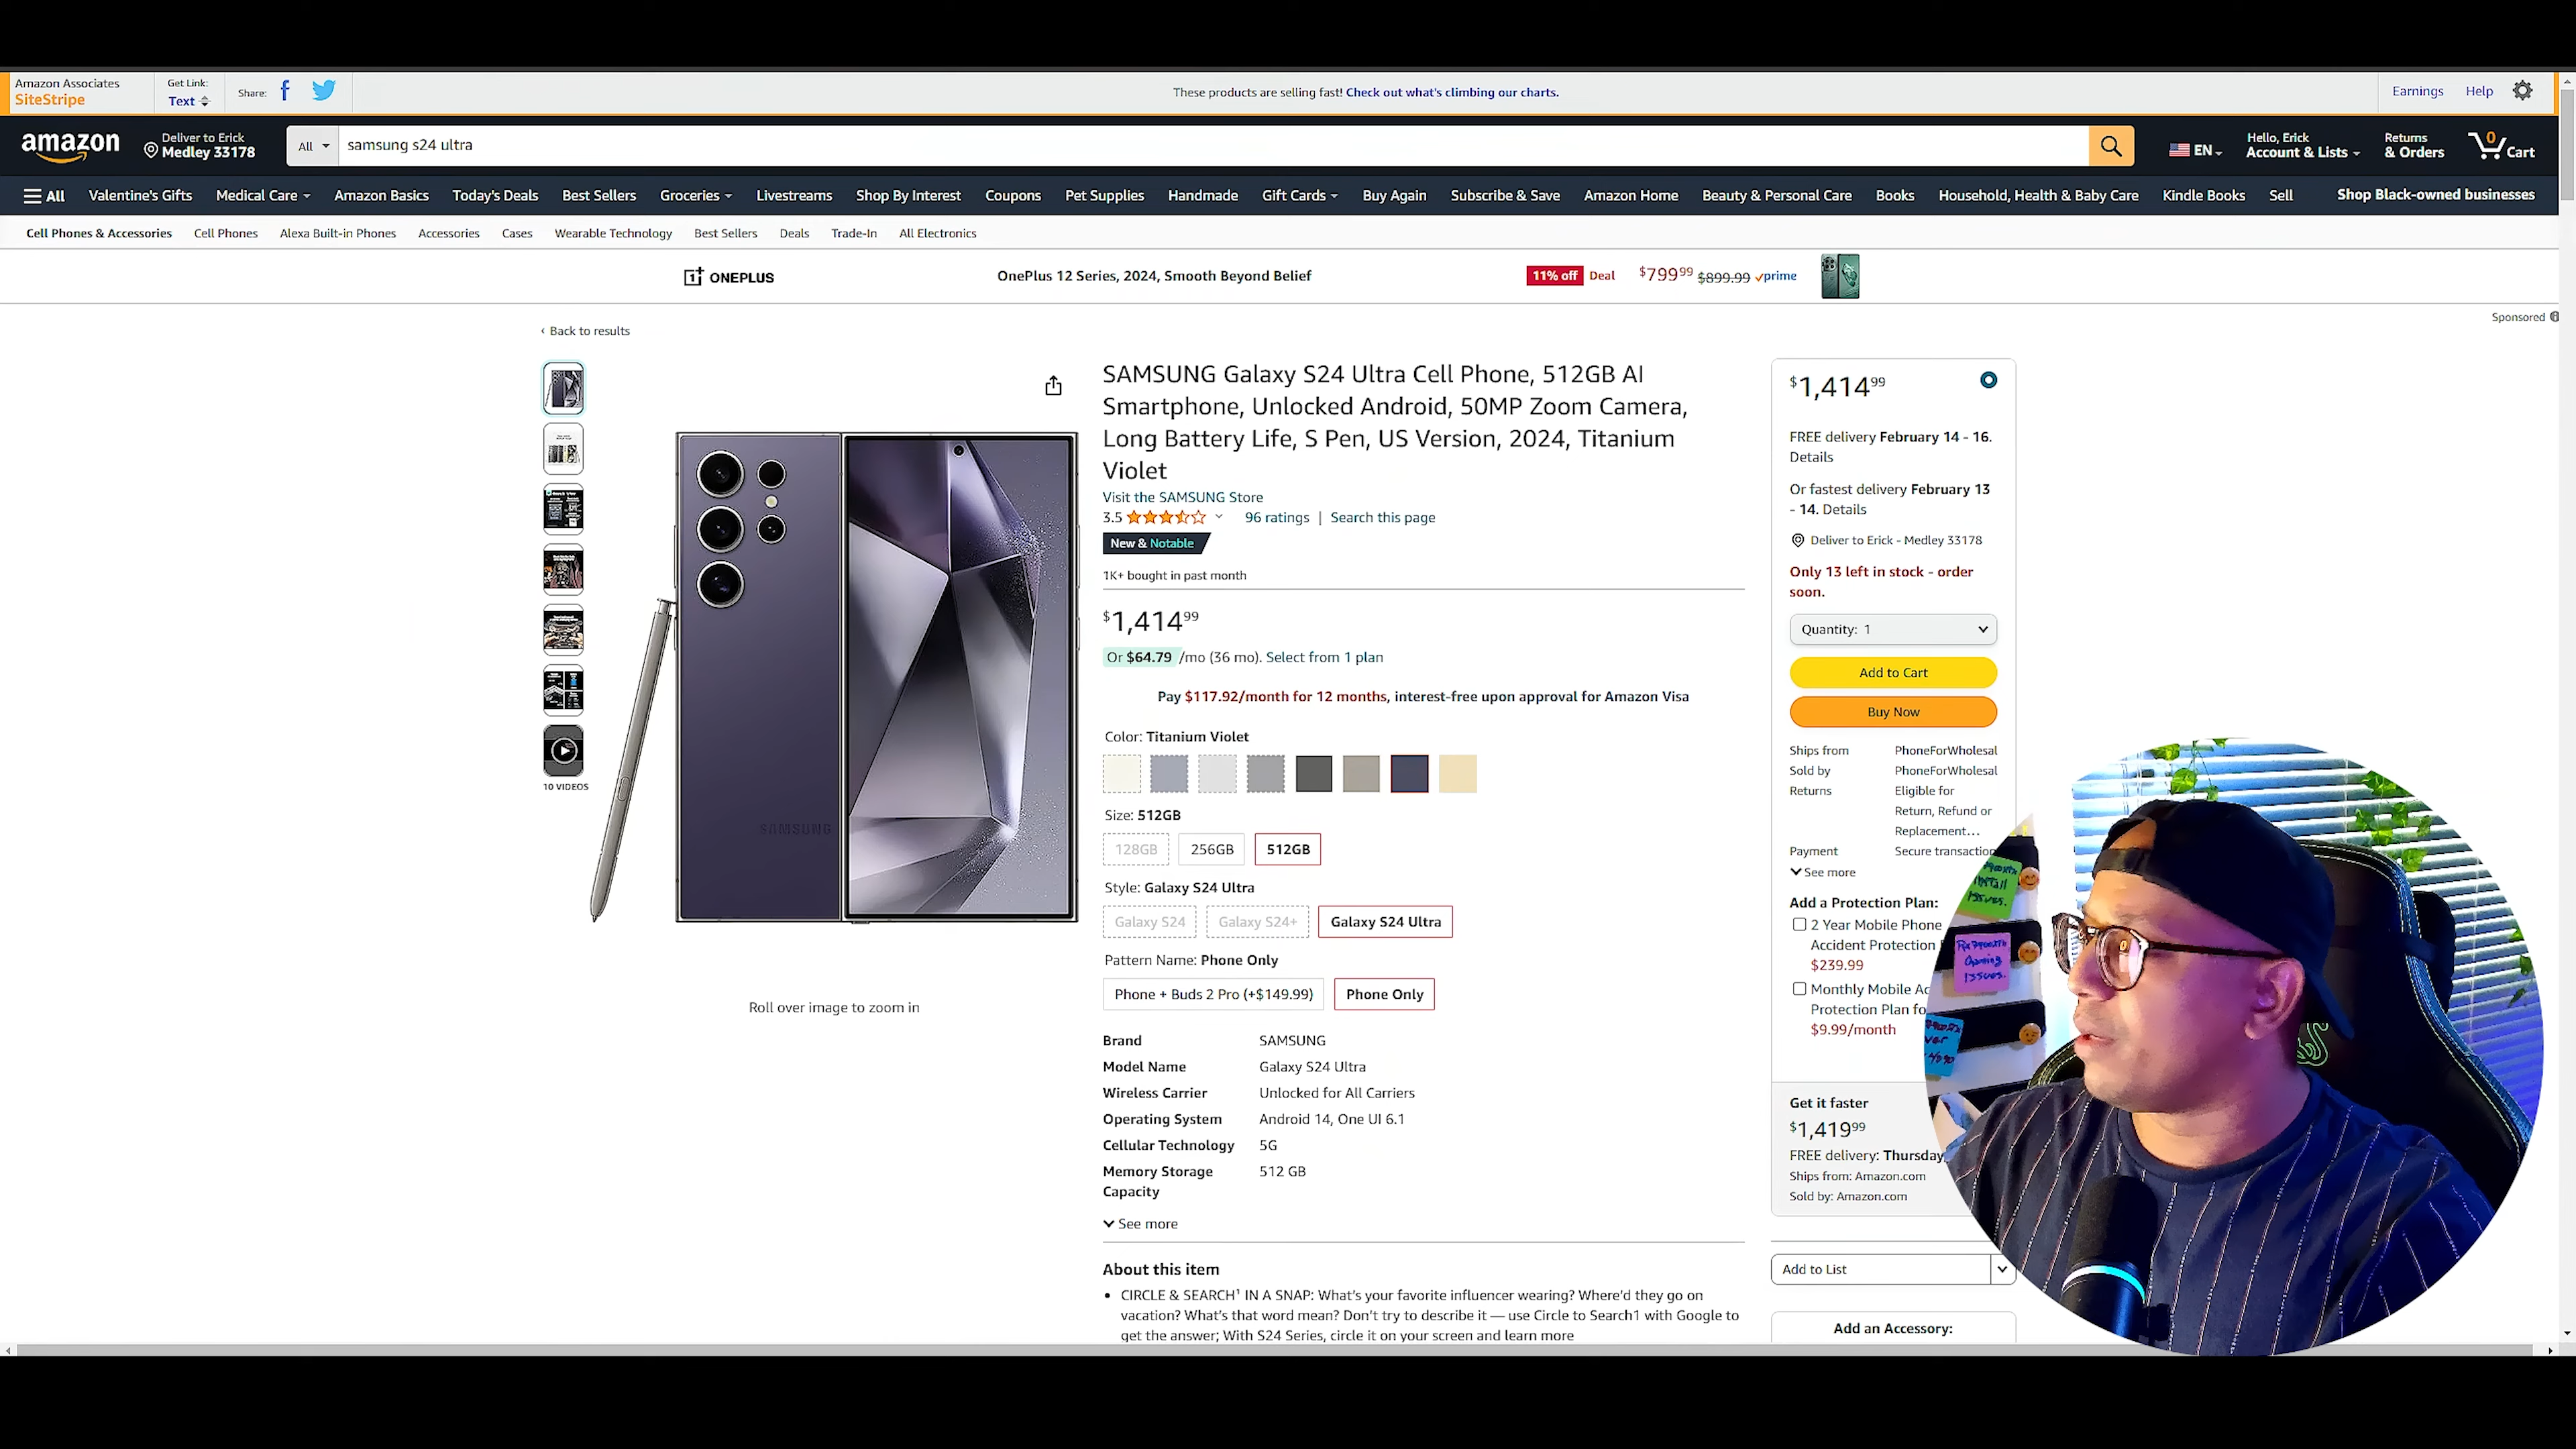 Amazon Associates
SiteStripe
Get Link:
Text
Share:
These products are selling fast! Check out what's climbing our charts.
Earnings
Help
amazon
Deliver to Erick
Medley 33178
All
samsung s24 ultra
EN
Hello, Erick
Account & Lists
Returns
& Orders
0
Cart
All
Valentine's Gifts
Medical Care
Amazon Basics
Today's Deals
Best Sellers
Groceries
Livestreams
Shop By Interest
Coupons
Pet Supplies
Handmade
Gift Cards
Buy Again
Subscribe & Save
Amazon Home
Beauty & Personal Care
Books
Household, Health & Baby Care
Kindle Books
Sell
Shop Black-owned businesses
Cell Phones & Accessories
Cell Phones
Alexa Built-in Phones
Accessories
Cases
Wearable Technology
Best Sellers
Deals
Trade-In
All Electronics
ONEPLUS
OnePlus 12 Series, 2024, Smooth Beyond Belief
11% off
Deal
$799.99
$899.99
prime
Sponsored
‹ Back to results
10 VIDEOS
SAMSUNG
Roll over image to zoom in
SAMSUNG Galaxy S24 Ultra Cell Phone, 512GB AI
Smartphone, Unlocked Android, 50MP Zoom Camera,
Long Battery Life, S Pen, US Version, 2024, Titanium
Violet
Visit the SAMSUNG Store
3.5
96 ratings | Search this page
New & Notable
1K+ bought in past month
$1,414 99
Or $64.79 /mo (36 mo). Select from 1 plan
Pay $117.92/month for 12 months, interest-free upon approval for Amazon Visa
Color: Titanium Violet
Size: 512GB
128GB
256GB
512GB
Style: Galaxy S24 Ultra
Galaxy S24
Galaxy S24+
Galaxy S24 Ultra
Pattern Name: Phone Only
Phone + Buds 2 Pro (+$149.99)
Phone Only
Brand SAMSUNG
Model Name Galaxy S24 Ultra
Wireless Carrier Unlocked for All Carriers
Operating System Android 14, One UI 6.1
Cellular Technology 5G
Memory Storage 512 GB
Capacity
See more
About this item
• CIRCLE & SEARCH¹ IN A SNAP: What's your favorite influencer wearing? Where'd they go on
vacation? What's that word mean? Don't try to describe it — use Circle to Search1 with Google to
get the answer; With S24 Series, circle it on your screen and learn more
$1,414 99
FREE delivery February 14 - 16.
Details
Or fastest delivery February 13
- 14. Details
Deliver to Erick - Medley 33178
Only 13 left in stock - order
soon.
Quantity: 1
Add to Cart
Buy Now
Ships from PhoneForWholesal
Sold by PhoneForWholesal
Returns Eligible for
Return, Refund or
Replacement…
Payment Secure transaction
See more
Add a Protection Plan:
2 Year Mobile Phone
Accident Protection
$239.99
Monthly Mobile Ac
Protection Plan fo
$9.99/month
Get it faster
$1,419 99
FREE delivery: Thursday,
Ships from: Amazon.com
Sold by: Amazon.com
Add to List
Add an Accessory:
Issues.
Gaming
Issues.